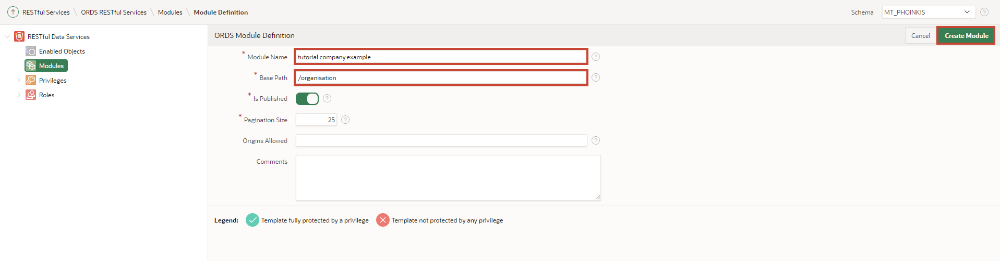 RESTful Services ORDS RESTful Services Modules Module Definition
Schema MT_PHOINKIS ?
RESTful Data Services
Enabled Objects
Modules
Privileges
Roles
ORDS Module Definition
Cancel
Create Module
* Module Name tutorial.company.example ?
* Base Path /organisation ?
* Is Published ?
* Pagination Size 25 ?
Origins Allowed ?
Comments
Legend: Template fully protected by a privilege Template not protected by any privilege